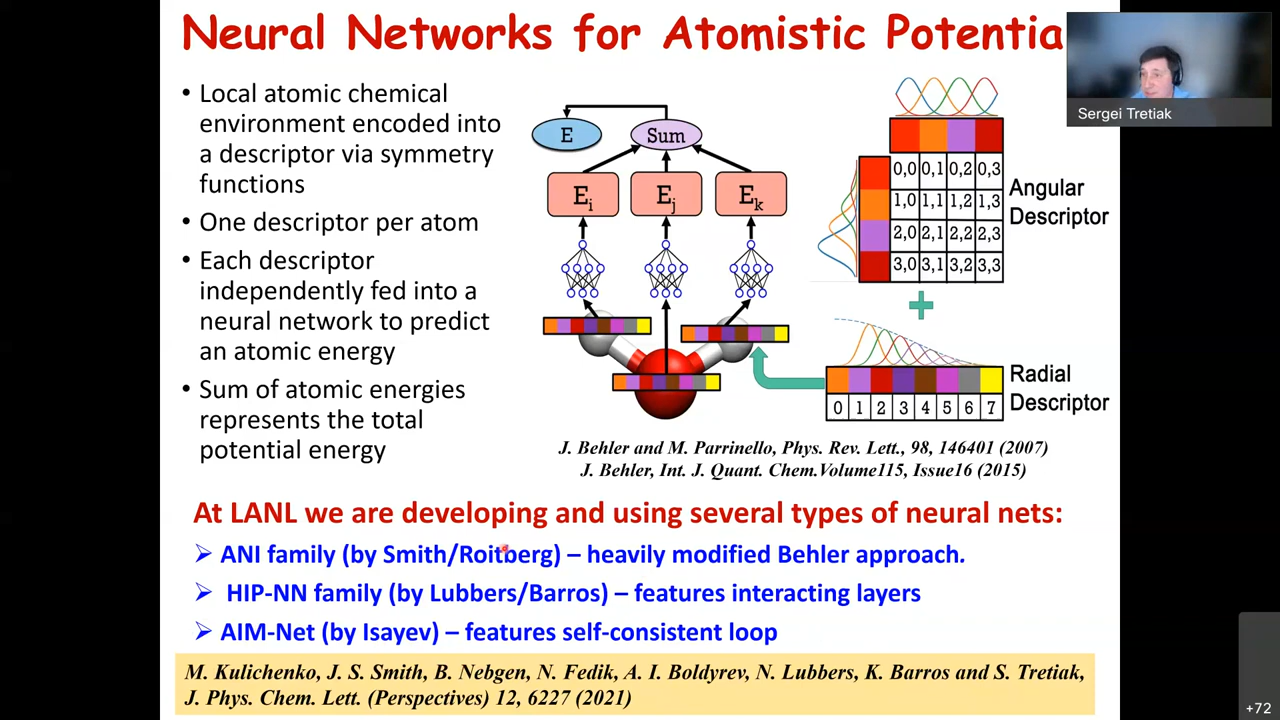 Neural Networks for Atomistic Potentia
Sergei Tretiak
• Local atomic chemical
environment encoded into
a descriptor via symmetry
functions
• One descriptor per atom
• Each descriptor
independently fed into a
neural network to predict
an atomic energy
• Sum of atomic energies
represents the total
potential energy
E
Sum
Ei
Ej
Ek
0,0 0,1 0,2 0,3
1,0 1,1 1,2 1,3
2,0 2,1 2,2 2,3
3,0 3,1 3,2 3,3
Angular
Descriptor
+
Radial
Descriptor
0 1 2 3 4 5 6 7
J. Behler and M. Parrinello, Phys. Rev. Lett., 98, 146401 (2007)
J. Behler, Int. J. Quant. Chem.Volume115, Issue16 (2015)
At LANL we are developing and using several types of neural nets:
➢ ANI family (by Smith/Roitberg) – heavily modified Behler approach.
➢ HIP-NN family (by Lubbers/Barros) – features interacting layers
➢ AIM-Net (by Isayev) – features self-consistent loop
M. Kulichenko, J. S. Smith, B. Nebgen, N. Fedik, A. I. Boldyrev, N. Lubbers, K. Barros and S. Tretiak,
J. Phys. Chem. Lett. (Perspectives) 12, 6227 (2021)
+72